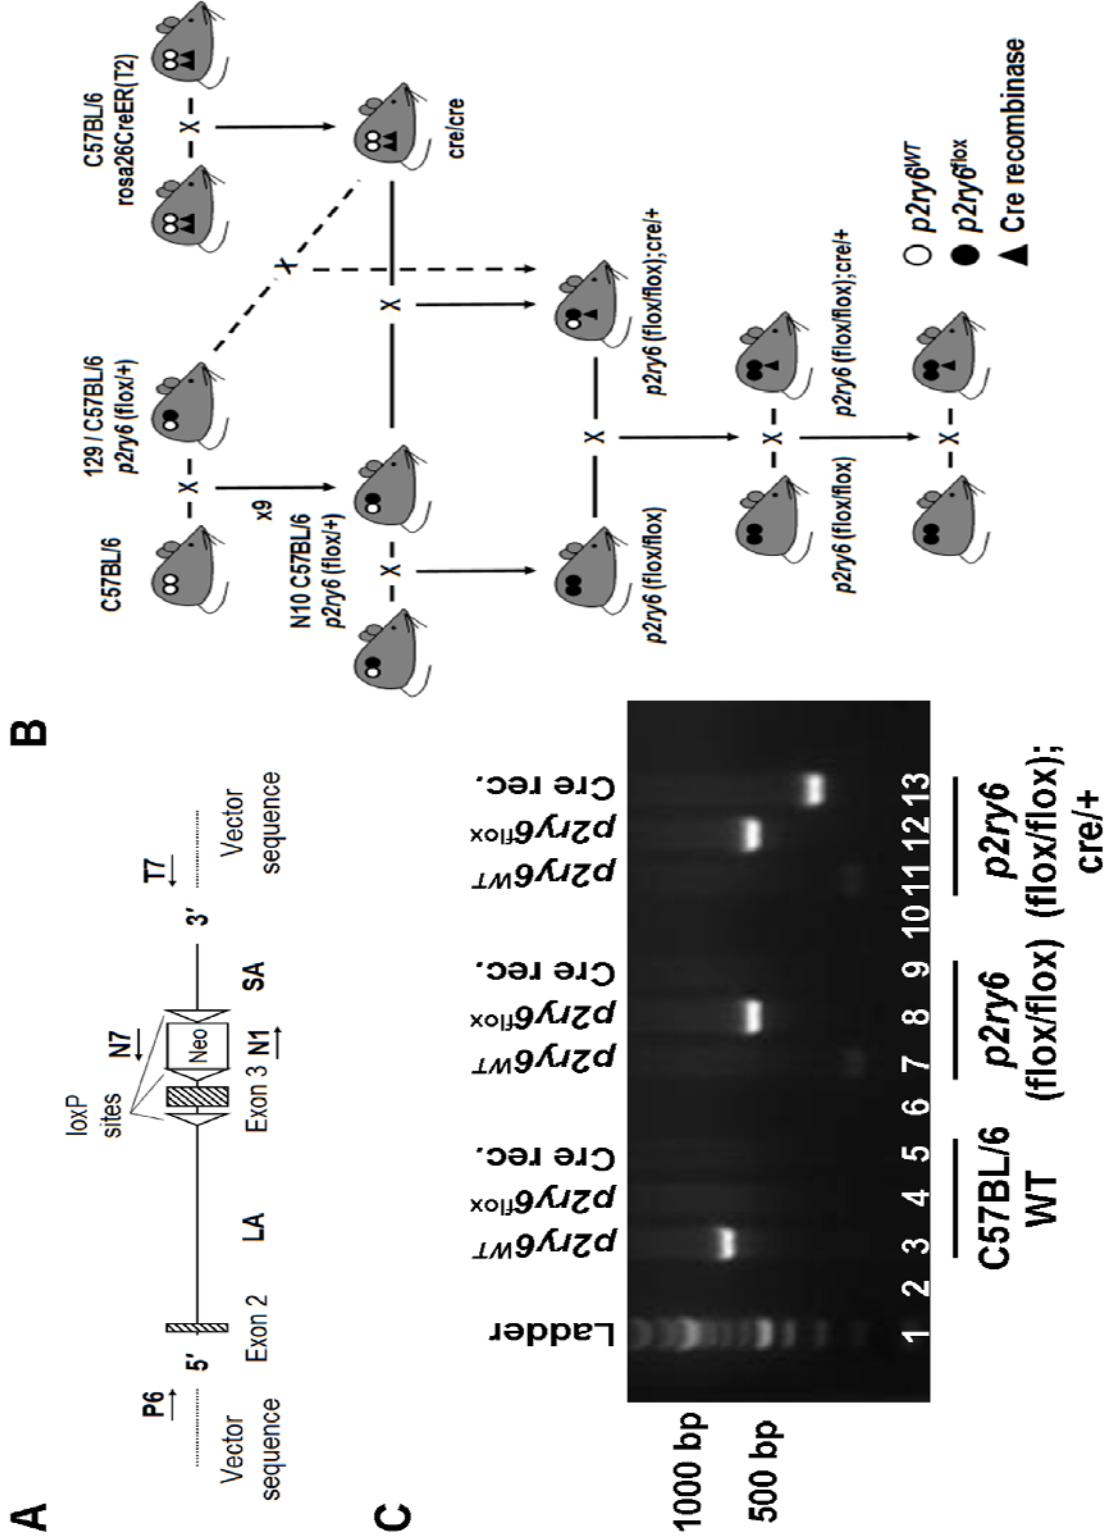 A
P6
5'
Vector
sequence
Exon 2
LA
loxP
sites
N7
Neo
Exon 3
N1
SA
3'
T7
Vector
sequence
B
C57BL/6
129 / C57BL/6
p2ry6 (flox/+)
C57BL/6
rosa26CreER(T2)
X
X
x9
X
N10 C57BL/6
p2ry6 (flox/+)
cre/cre
X
X
p2ry6 (flox/flox)
p2ry6 (flox/flox);cre/+
X
X
p2ry6 (flox/flox)
p2ry6 (flox/flox/flox);cre/+
X
p2ry6WT
p2ry6flox
Cre recombinase
C
Ladder
p2ry6WT
p2ry6flox
Cre rec.
p2ry6WT
p2ry6flox
Cre rec.
p2ry6WT
p2ry6flox
Cre rec.
1000 bp
500 bp
1 2 3 4 5 6 7 8 9 10 11 12 13
C57BL/6
WT
p2ry6
(flox/flox)
p2ry6
(flox/flox);
cre/+